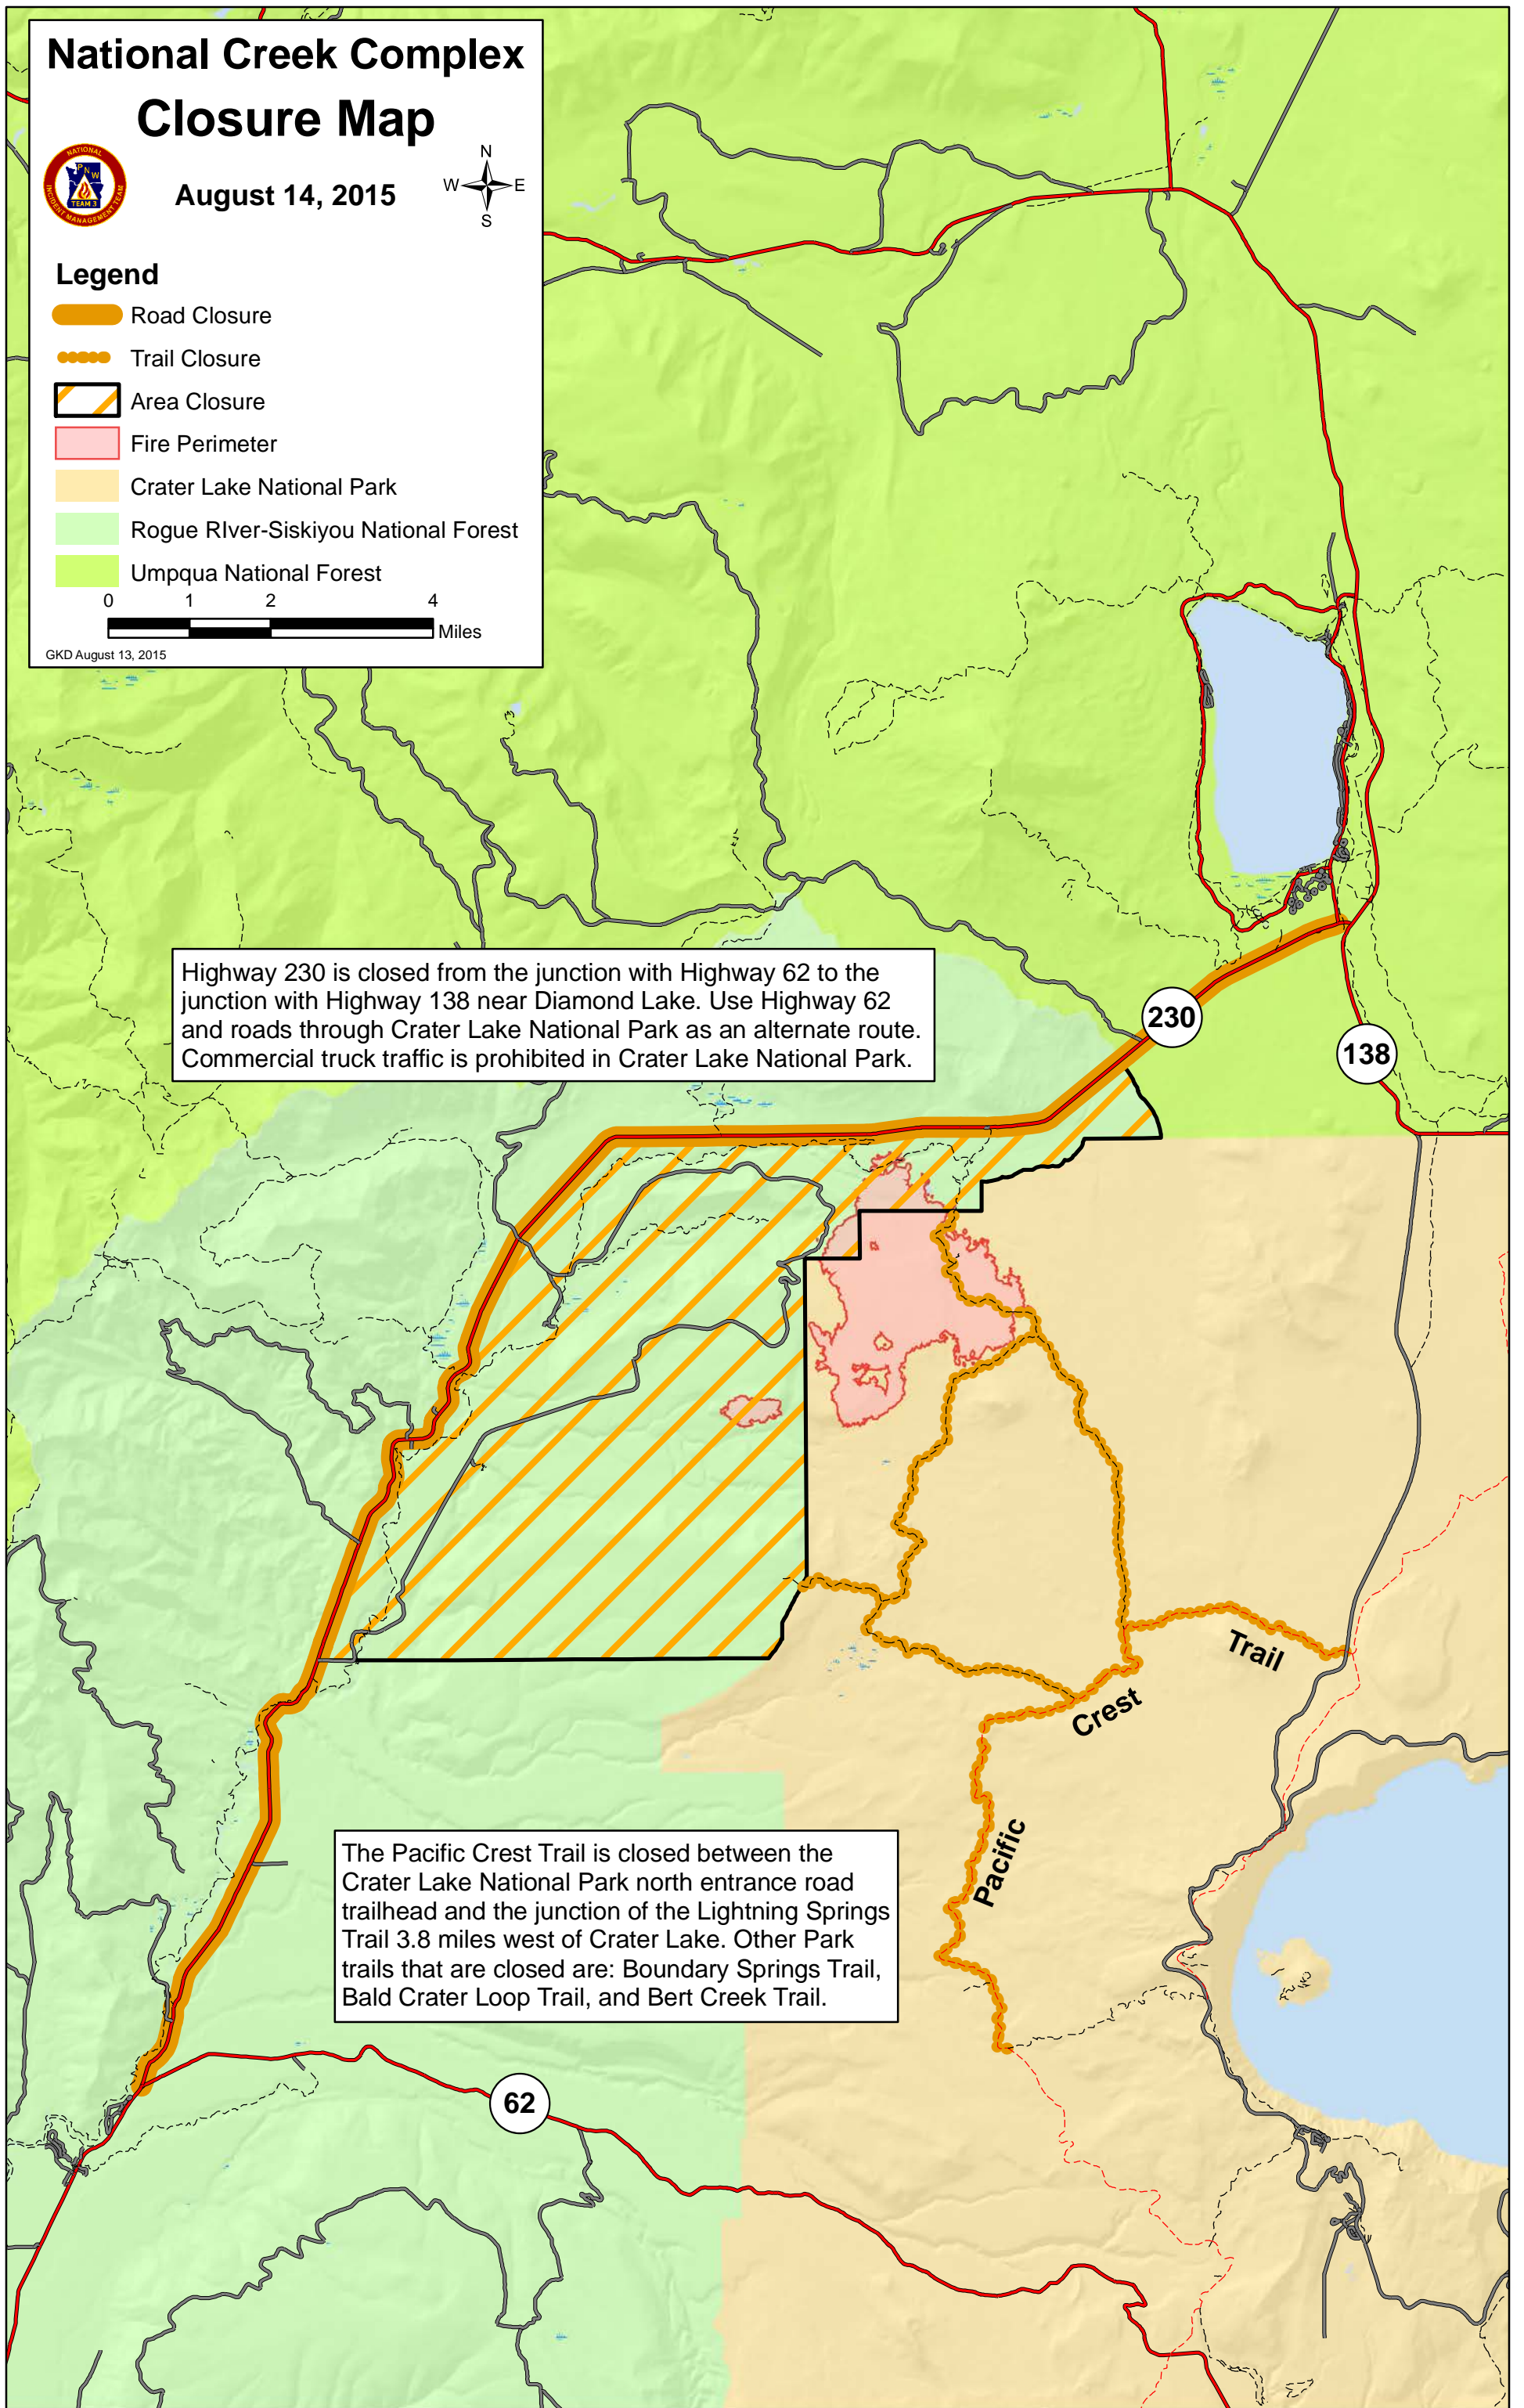 National Creek Complex
Closure Map
August 14, 2015
NATIONAL
PNW
TEAM 3
INCIDENT MANAGEMENT TEAM
N
W E
S
Legend
Road Closure
Trail Closure
Area Closure
Fire Perimeter
Crater Lake National Park
Rogue RIver-Siskiyou National Forest
Umpqua National Forest
0 1 2 4
Miles
GKD August 13, 2015
Highway 230 is closed from the junction with Highway 62 to the
junction with Highway 138 near Diamond Lake. Use Highway 62
and roads through Crater Lake National Park as an alternate route.
Commercial truck traffic is prohibited in Crater Lake National Park.
230
138
Trail
Crest
Pacific
The Pacific Crest Trail is closed between the
Crater Lake National Park north entrance road
trailhead and the junction of the Lightning Springs
Trail 3.8 miles west of Crater Lake. Other Park
trails that are closed are: Boundary Springs Trail,
Bald Crater Loop Trail, and Bert Creek Trail.
62